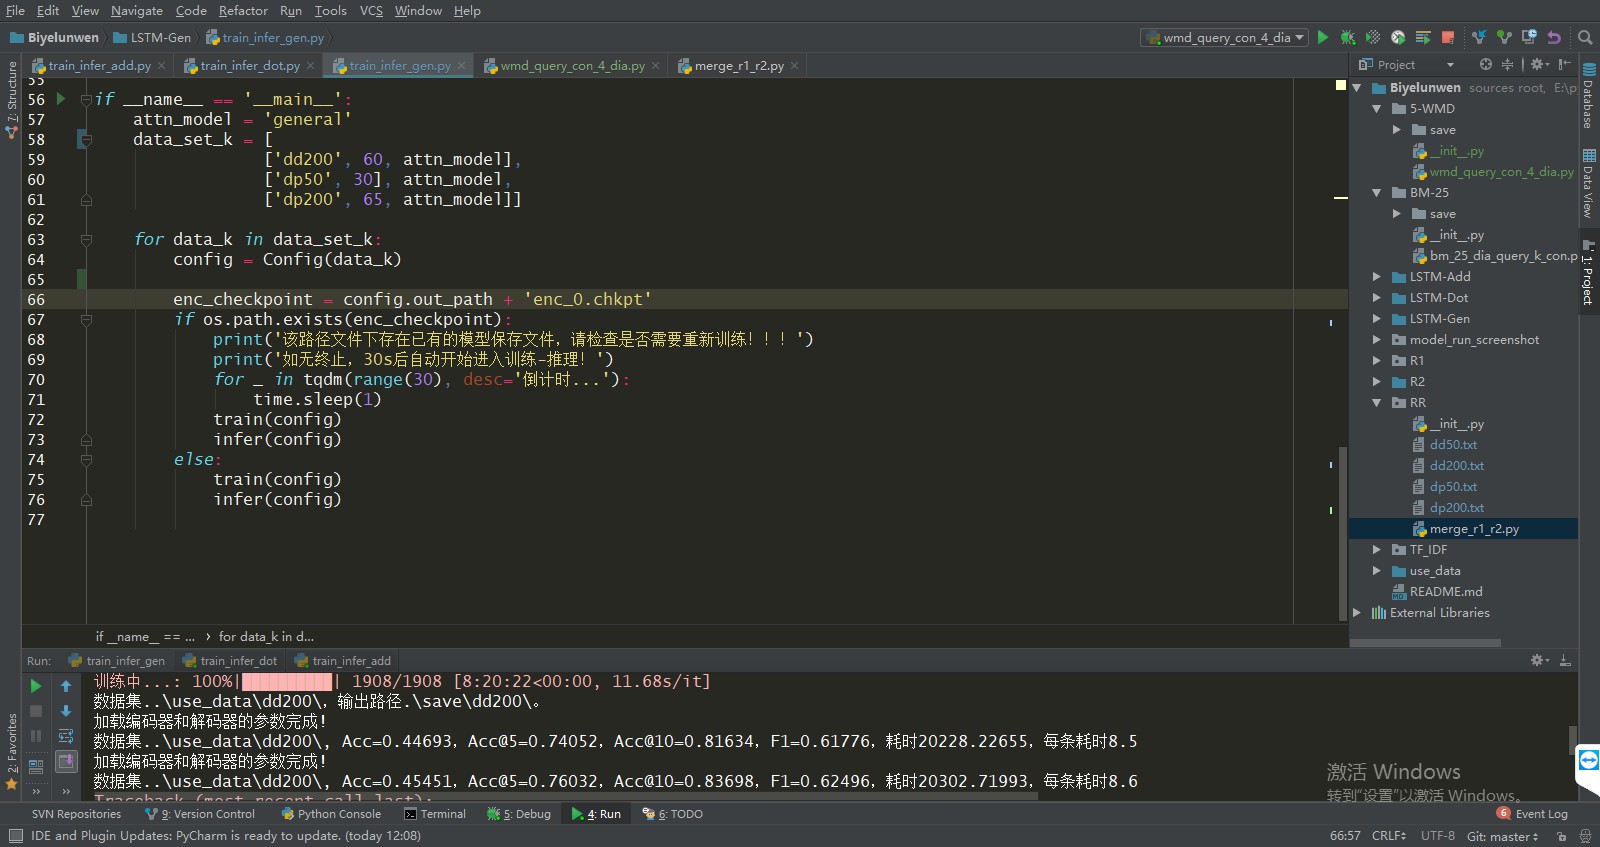 File Edit View Navigate Code Refactor Run Tools VCS Window Help
Biyelunwen LSTM-Gen train_infer_gen.py wmd_query_con_4_dia
train_infer_add.py train_infer_dot.py train_infer_gen.py wmd_query_con_4_dia.py merge_r1_r2.py
55
56 if __name__ == '__main__':
57 attn_model = 'general'
58 data_set_k = [
59 ['dd200', 60, attn_model],
60 ['dp50', 30], attn_model,
61 ['dp200', 65, attn_model]]
62
63 for data_k in data_set_k:
64 config = Config(data_k)
65
66 enc_checkpoint = config.out_path + 'enc_0.chkpt'
67 if os.path.exists(enc_checkpoint):
68 print('该路径文件下存在已有的模型保存文件，请检查是否需要重新训练！！！')
69 print('如无终止，30s后自动开始进入训练-推理！')
70 for _ in tqdm(range(30), desc='倒计时...'):
71 time.sleep(1)
72 train(config)
73 infer(config)
74 else:
75 train(config)
76 infer(config)
77
if __name__ == ... › for data_k in d...
Project
Biyelunwen sources root, E:\p
5-WMD
save
__init__.py
wmd_query_con_4_dia.py
BM-25
save
__init__.py
bm_25_dia_query_k_con.p
LSTM-Add
LSTM-Dot
LSTM-Gen
model_run_screenshot
R1
R2
RR
__init__.py
dd50.txt
dd200.txt
dp50.txt
dp200.txt
merge_r1_r2.py
TF_IDF
use_data
README.md
External Libraries
7: Structure
2: Favorites
Database
Data View
1: Project
Run: train_infer_gen train_infer_dot train_infer_add
训练中...: 100%|██████████| 1908/1908 [8:20:22<00:00, 11.68s/it]
数据集..\use_data\dd200\，输出路径.\save\dd200\。
加载编码器和解码器的参数完成！
数据集..\use_data\dd200\, Acc=0.44693，Acc@5=0.74052，Acc@10=0.81634，F1=0.61776，耗时20228.22655，每条耗时8.5
加载编码器和解码器的参数完成！
数据集..\use_data\dd200\, Acc=0.45451，Acc@5=0.76032，Acc@10=0.83698，F1=0.62496，耗时20302.71993，每条耗时8.6
Traceback (most recent call last):
激活 Windows
转到“设置”以激活 Windows。
SVN Repositories 9: Version Control Python Console Terminal 5: Debug 4: Run 6: TODO 6 Event Log
IDE and Plugin Updates: PyCharm is ready to update. (today 12:08) 66:57 CRLF UTF-8 Git: master